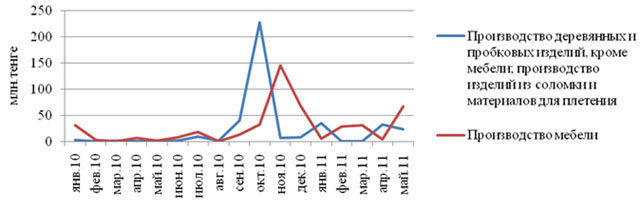 млн.тенге
250
200
150
100
50
0
янв.10
фев.10
мар.10
апр.10
май.10
июн.10
июл.10
авг.10
сен.10
окт.10
ноя.10
дек.10
янв.11
фев.11
мар.11
апр.11
май.11
Производство деревянных и
пробковых изделий, кроме
мебели; производство
изделий из соломки и
материалов для плетения
Производство мебели